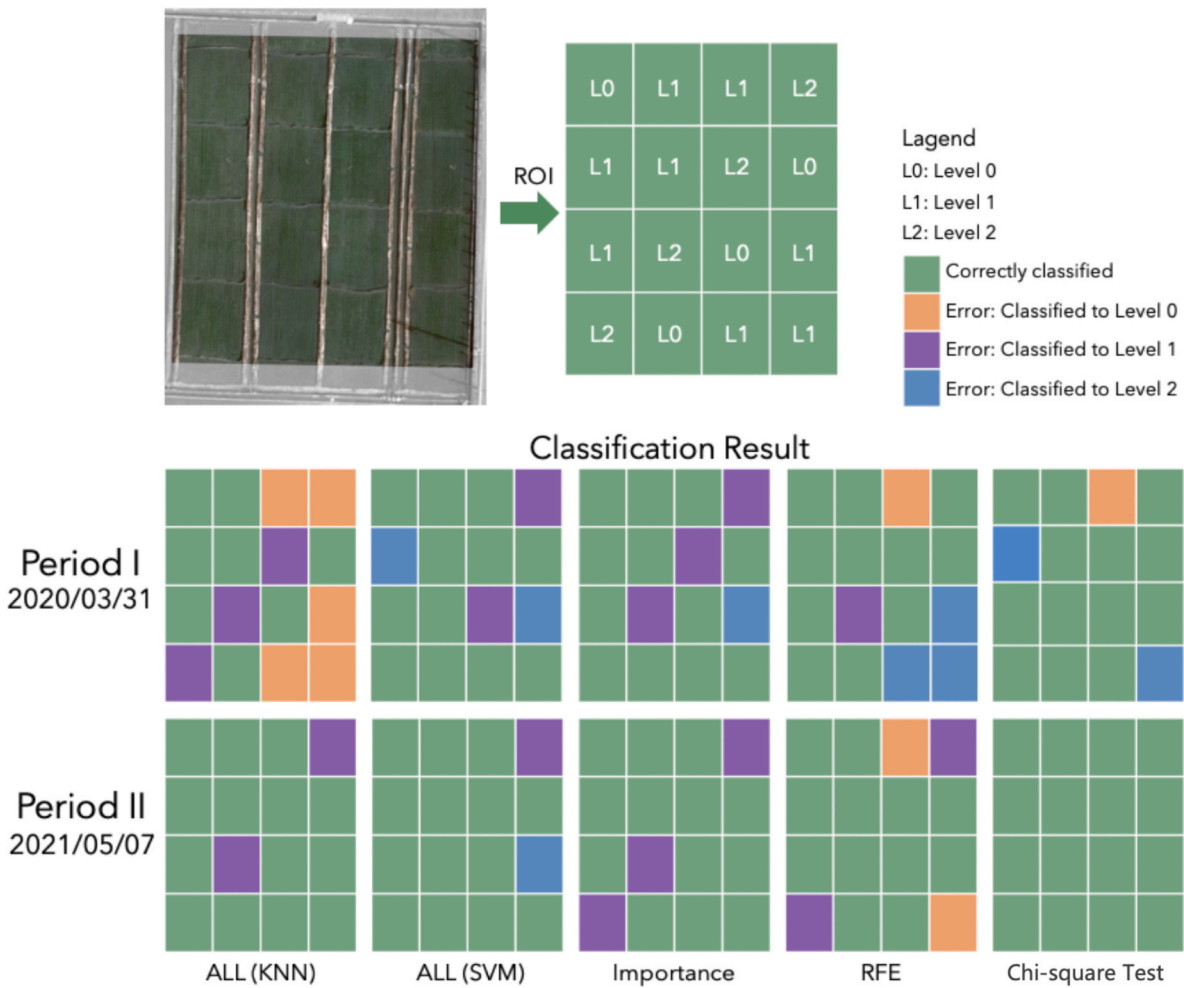 ROI
L0 L1 L1 L2
L1 L1 L2 L0
L1 L2 L0 L1
L2 L0 L1 L1
Lagend
L0: Level 0
L1: Level 1
L2: Level 2
Correctly classified
Error: Classified to Level 0
Error: Classified to Level 1
Error: Classified to Level 2
Classification Result
Period I
2020/03/31
Period II
2021/05/07
ALL (KNN) ALL (SVM) Importance RFE Chi-square Test